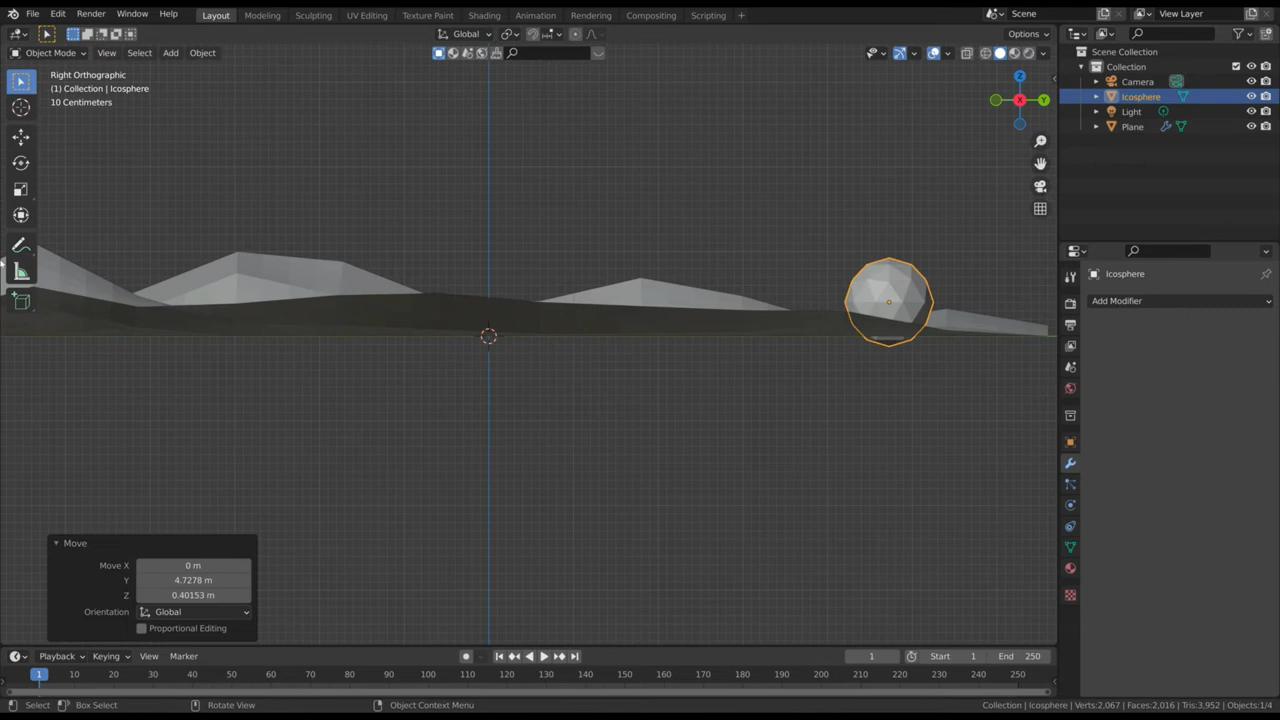 File Edit Render Window Help Layout Modeling Sculpting UV Editing Texture Paint Shading Animation Rendering Compositing Scripting + Scene View Layer
Global Options
Object Mode View Select Add Object
Right Orthographic
(1) Collection | Icosphere
10 Centimeters
Z
X
Y
Scene Collection
Collection
Camera
Icosphere
Light
Plane
Icosphere
Add Modifier
Move
Move X 0 m
Y 4.7278 m
Z 0.40153 m
Orientation Global
Proportional Editing
Playback Keying View Marker 1 Start 1 End 250
1 10 20 30 40 50 60 70 80 90 100 110 120 130 140 150 160 170 180 190 200 210 220 230 240 250
Select Box Select Rotate View Object Context Menu Collection | Icosphere | Verts:2,067 | Faces:2,016 | Tris:3,952 | Objects:1/4